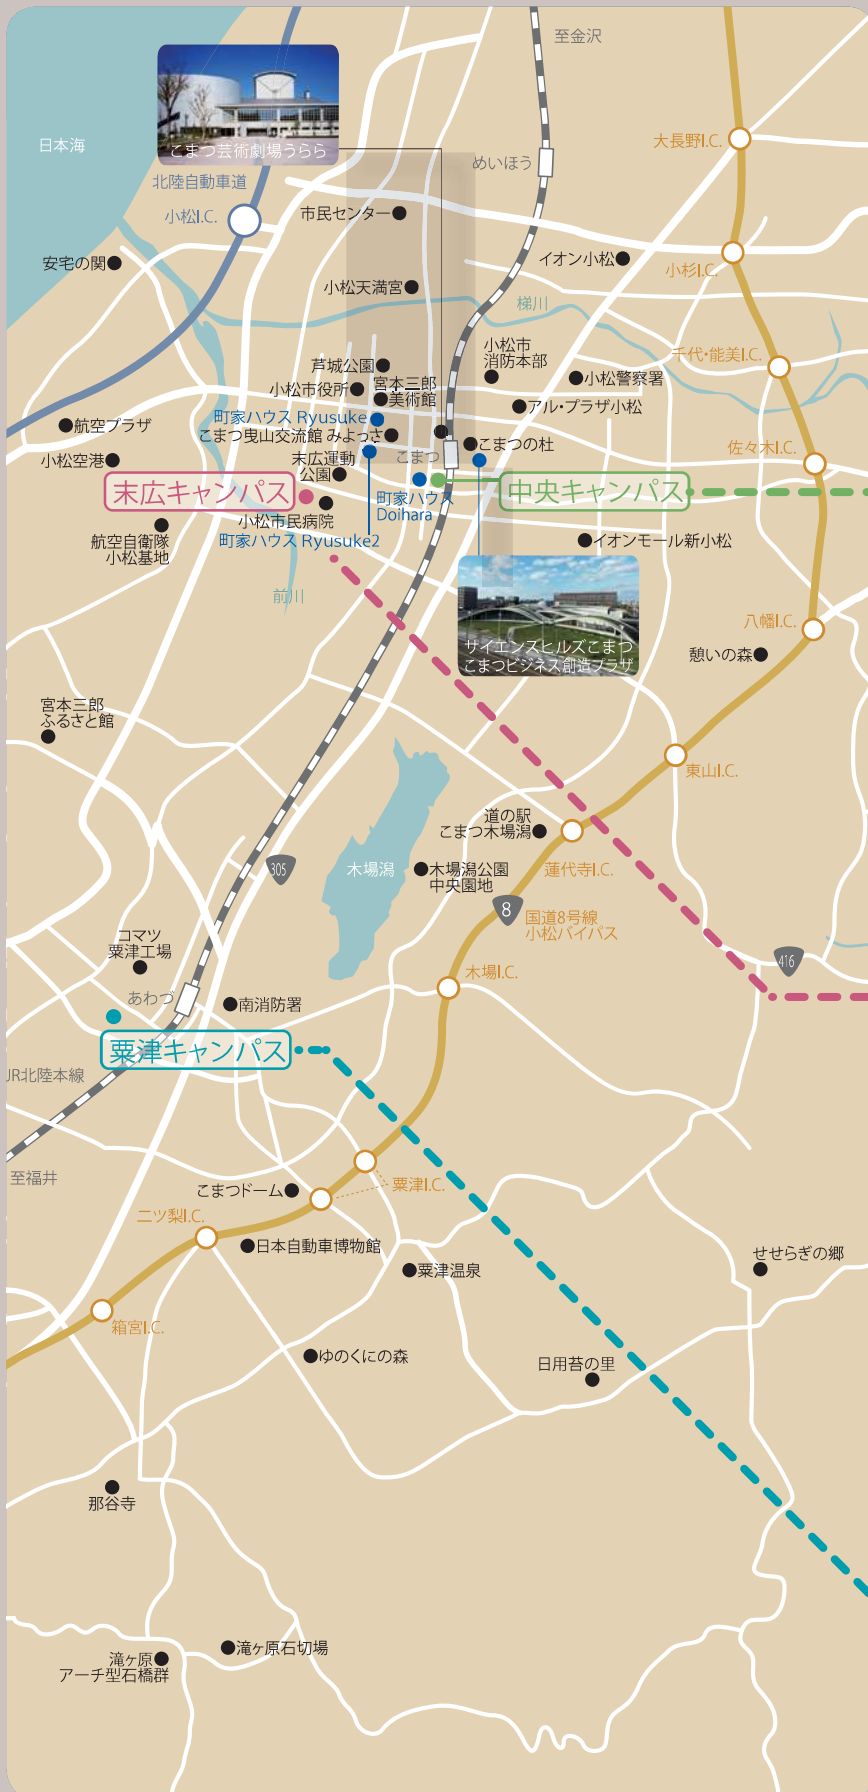 至金沢
日本海
こまつ芸術劇場うらら
大長野I.C.
めいほう
北陸自動車道
小松I.C.
市民センター
安宅の関
イオン小松
小杉I.C.
小松天満宮
梯川
小松市
消防本部
千代・能美I.C.
芦城公園
小松市役所
宮本三郎
美術館
小松警察署
町家ハウス Ryusuke
アル・プラザ小松
航空プラザ
こまつ曳山交流館 みよっさ
こまつの杜
佐々木I.C.
小松空港
末広運動
公園
こまつ
末広キャンパス
町家ハウス
Doihara
中央キャンパス
小松市民病院
航空自衛隊
小松基地
町家ハウス Ryusuke2
イオンモール新小松
前川
八幡I.C.
サイエンスヒルズこまつ
こまつビジネス創造プラザ
憩いの森
宮本三郎
ふるさと館
東山I.C.
道の駅
こまつ木場潟
305
木場潟
木場潟公園
中央園地
蓮代寺I.C.
8
国道8号線
小松バイパス
コマツ
粟津工場
416
木場I.C.
あわづ
南消防署
粟津キャンパス
JR北陸本線
至福井
こまつドーム
粟津I.C.
二ツ梨I.C.
日本自動車博物館
せせらぎの郷
粟津温泉
箱宮I.C.
ゆのくにの森
日用苔の里
那谷寺
滝ヶ原石切場
滝ヶ原
アーチ型石橋群